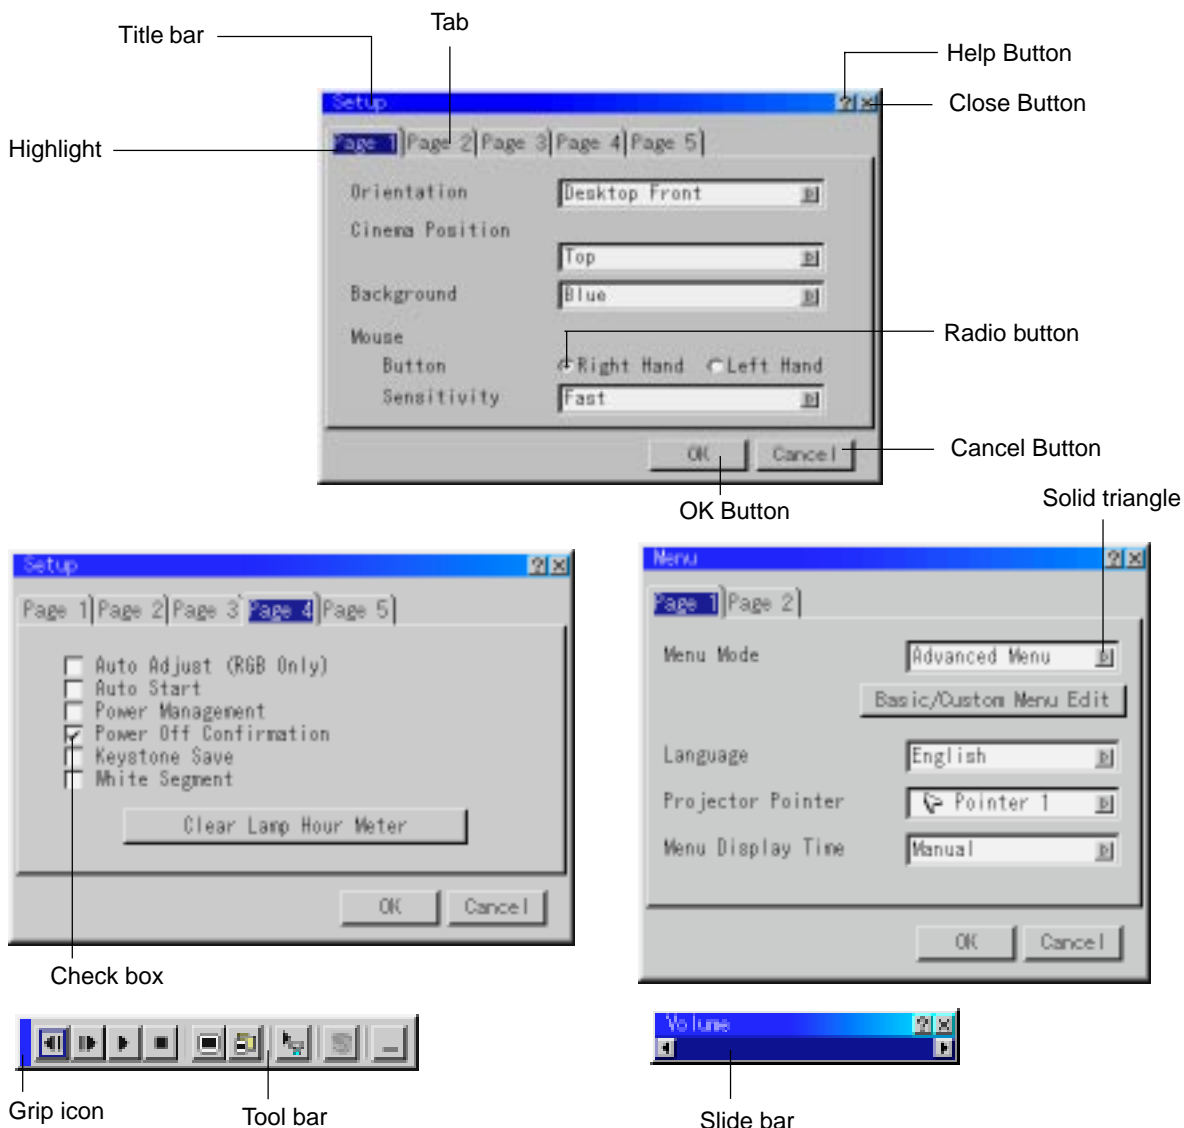 Tab
Title bar
Help Button
Setup
Close Button
Page 1 Page 2 Page 3 Page 4 Page 5
Highlight
Orientation Desktop Front
Cinema Position
Top
Background Blue
Mouse
Radio button
Button Right Hand Left Hand
Sensitivity Fast
OK Cancel
Cancel Button
OK Button
Solid triangle
Setup
Page 1 Page 2 Page 3 Page 4 Page 5
Auto Adjust (RGB Only)
Auto Start
Power Management
Power Off Confirmation
Keystone Save
White Segment
Clear Lamp Hour Meter
OK Cancel
Check box
Menu
Page 1 Page 2
Menu Mode Advanced Menu
Basic/Custom Menu Edit
Language English
Projector Pointer Pointer 1
Menu Display Time Manual
OK Cancel
Grip icon
Tool bar
Volume
Slide bar